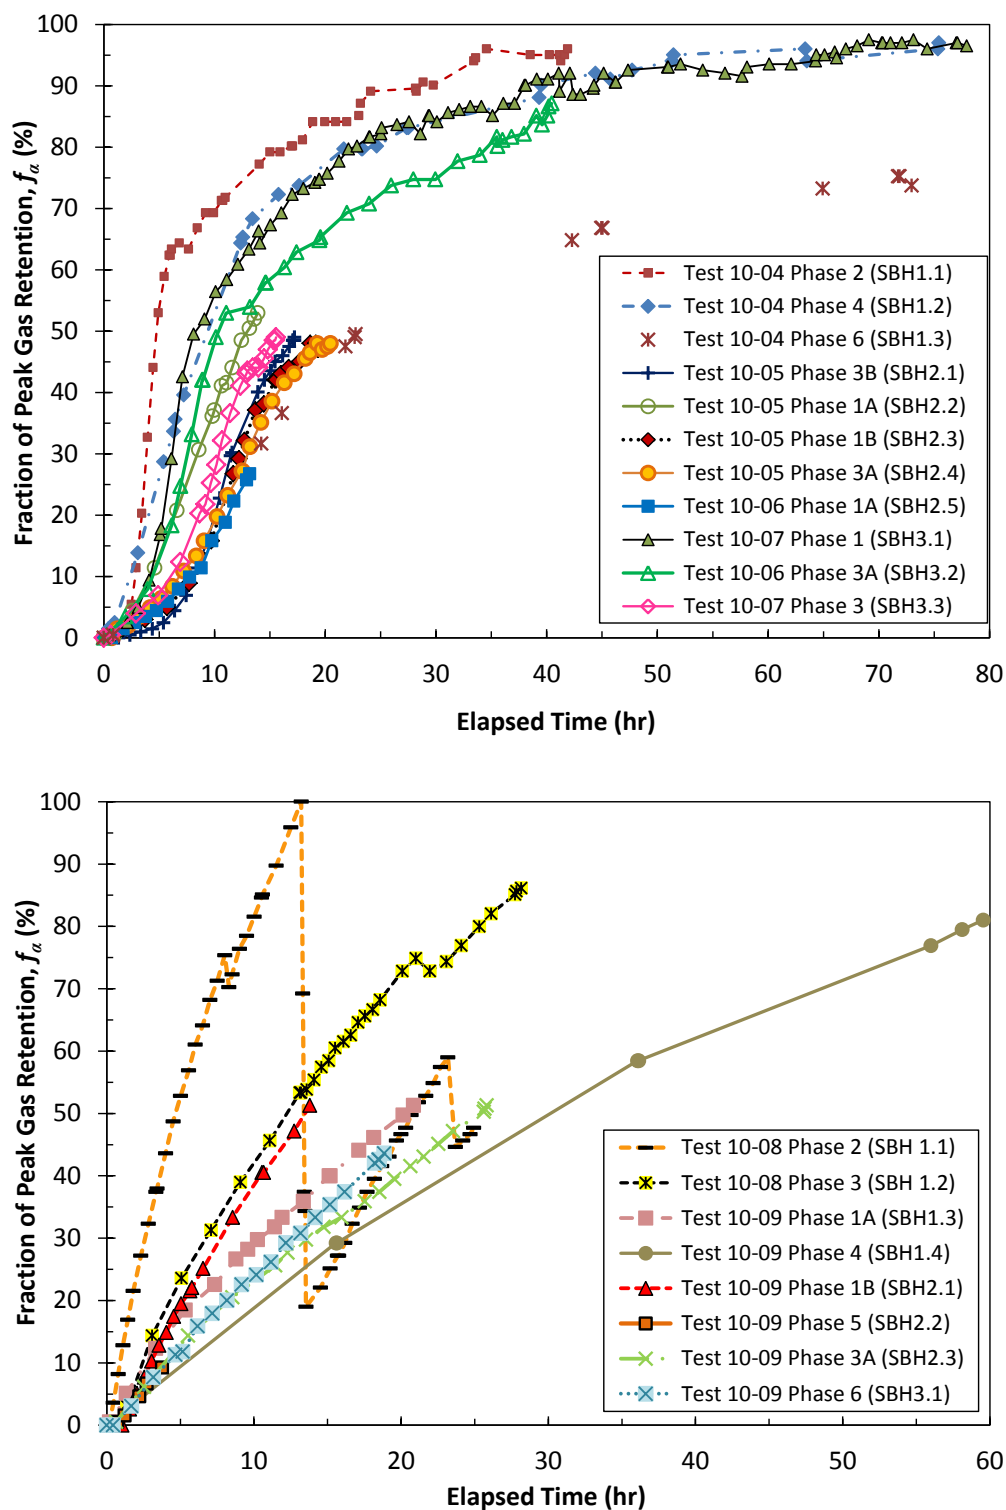 100
90
80
70
60
50
40
30
20
10
0
Fraction of Peak Gas Retention, fα (%)
Test 10-04 Phase 2 (SBH1.1)
Test 10-04 Phase 4 (SBH1.2)
Test 10-04 Phase 6 (SBH1.3)
Test 10-05 Phase 3B (SBH2.1)
Test 10-05 Phase 1A (SBH2.2)
Test 10-05 Phase 1B (SBH2.3)
Test 10-05 Phase 3A (SBH2.4)
Test 10-06 Phase 1A (SBH2.5)
Test 10-07 Phase 1 (SBH3.1)
Test 10-06 Phase 3A (SBH3.2)
Test 10-07 Phase 3 (SBH3.3)
0 10 20 30 40 50 60 70 80
Elapsed Time (hr)
100
90
80
70
60
50
40
30
20
10
0
Fraction of Peak Gas Retention, fα (%)
Test 10-08 Phase 2 (SBH 1.1)
Test 10-08 Phase 3 (SBH 1.2)
Test 10-09 Phase 1A (SBH1.3)
Test 10-09 Phase 4 (SBH1.4)
Test 10-09 Phase 1B (SBH2.1)
Test 10-09 Phase 5 (SBH2.2)
Test 10-09 Phase 3A (SBH2.3)
Test 10-09 Phase 6 (SBH3.1)
0 10 20 30 40 50 60
Elapsed Time (hr)